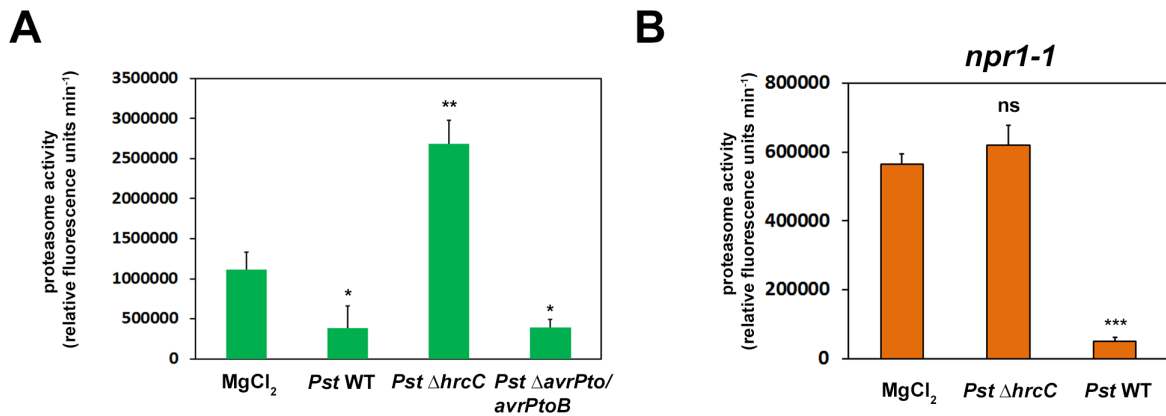 A
proteasome activity
(relative fluorescence units min⁻¹)
3500000
3000000
2500000
2000000
1500000
1000000
500000
0
*
**
*
MgCl₂
Pst WT
Pst ΔhrcC
Pst ΔavrPto/
avrPtoB
B
npr1-1
proteasome activity
(relative fluorescence units min⁻¹)
800000
600000
400000
200000
0
ns
***
MgCl₂
Pst ΔhrcC
Pst WT